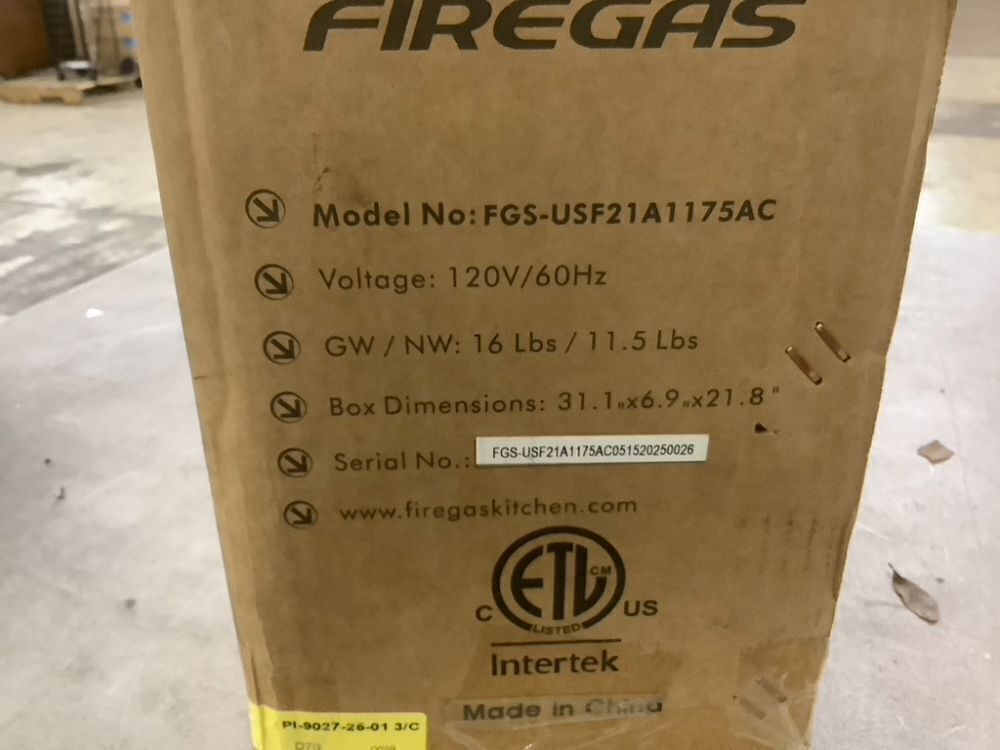 FIREGAS
Model No: FGS-USF21A1175AC
Voltage: 120V/60Hz
GW / NW: 16 Lbs / 11.5 Lbs
Box Dimensions: 31.1"x6.9"x21.8"
Serial No.: FGS-USF21A1175AC051520250026
www.firegaskitchen.com
ETL CM
C LISTED US
Intertek
Made in China
PI-9027-26-01 3/C